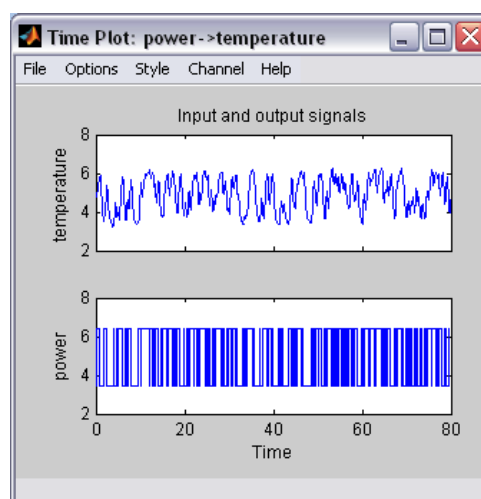 Time Plot: power->temperature
File Options Style Channel Help
Input and output signals
temperature
8
6
4
2
power
8
6
4
2
0 20 40 60 80
Time